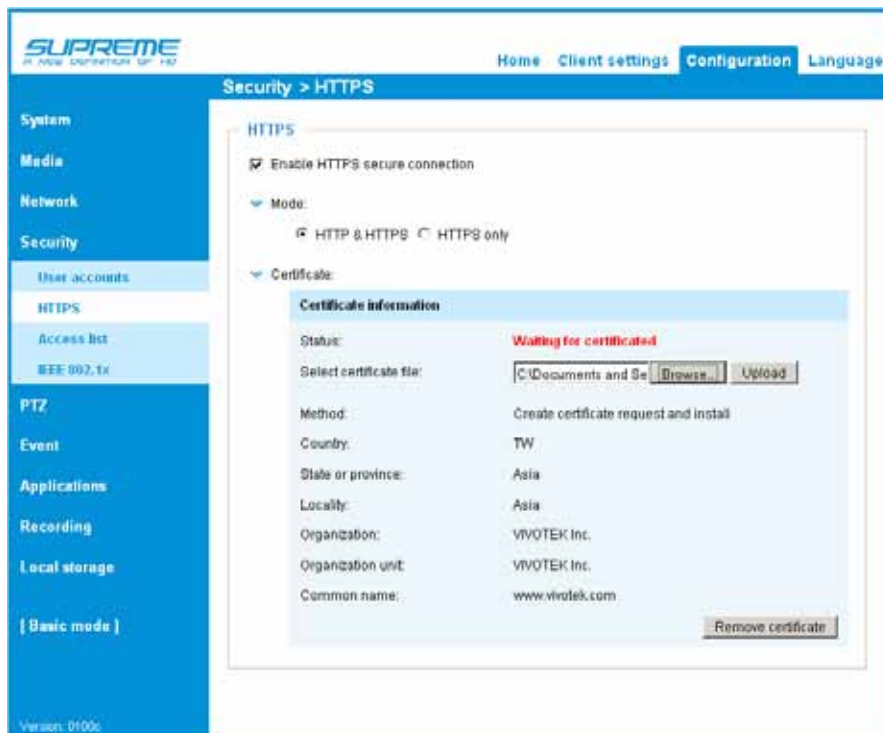 SUPREME
A NEW DEFINITION OF HD
Home Client settings Configuration Language
Security > HTTPS
System
Media
Network
Security
User accounts
HTTPS
Access list
IEEE 802.1x
PTZ
Event
Applications
Recording
Local storage
[ Basic mode ]
Version: 0100c
HTTPS
Enable HTTPS secure connection
Mode:
HTTP & HTTPS HTTPS only
Certificate:
Certificate information
Status: Waiting for certificated
Select certificate file: C:\Documents and Se Browse... Upload
Method: Create certificate request and install
Country: TW
State or province: Asia
Locality: Asia
Organization: VIVOTEK Inc.
Organization unit: VIVOTEK Inc.
Common name: www.vivotek.com
Remove certificate